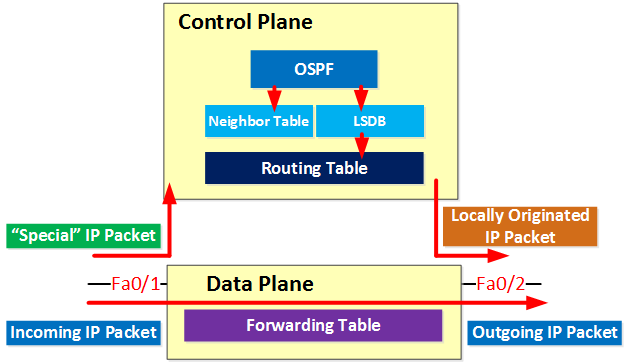 Control Plane
OSPF
Neighbor Table
LSDB
Routing Table
“Special” IP Packet
Locally Originated
IP Packet
Fa0/1
Data Plane
Fa0/2
Incoming IP Packet
Forwarding Table
Outgoing IP Packet